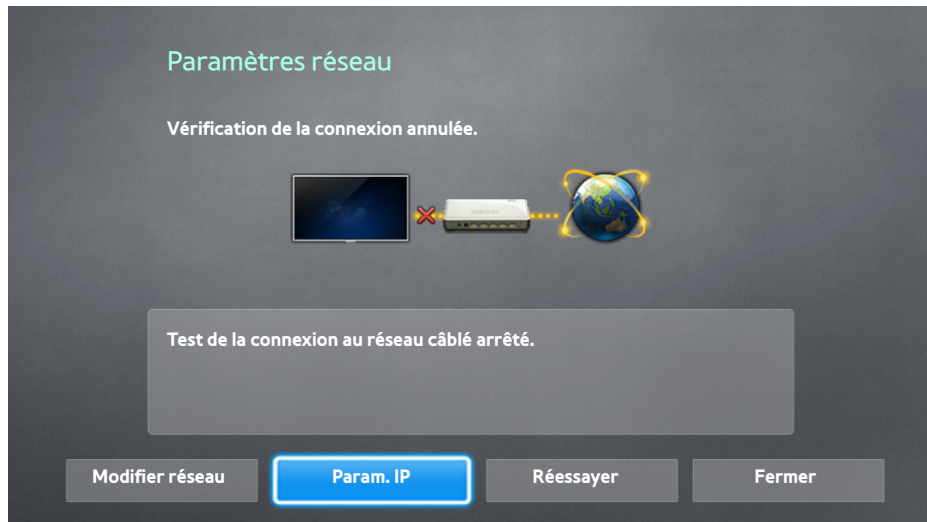 Paramètres réseau
Vérification de la connexion annulée.
SAMSUNG
Test de la connexion au réseau câblé arrêté.
Modifier réseau
Param. IP
Réessayer
Fermer